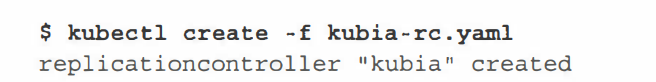 $ kubectl create -f kubia-rc.yaml
replicationcontroller "kubia" created